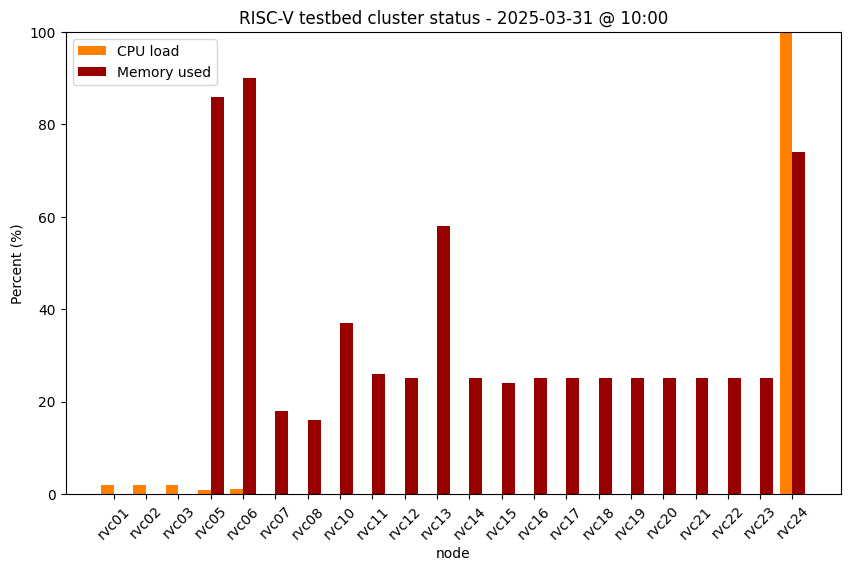 RISC-V testbed cluster status - 2025-03-31 @ 10:00
CPU load
Memory used
Percent (%)
100
80
60
40
20
0
rvc01 rvc02 rvc03 rvc05 rvc06 rvc07 rvc08 rvc10 rvc11 rvc12 rvc13 rvc14 rvc15 rvc16 rvc17 rvc18 rvc19 rvc20 rvc21 rvc22 rvc23 rvc24
node